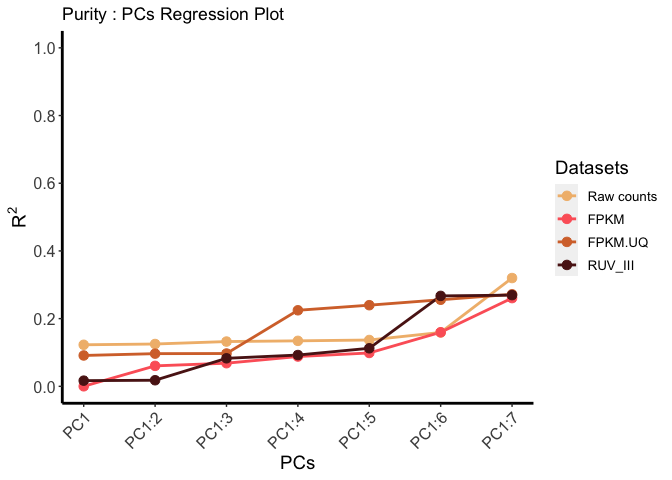 Purity : PCs Regression Plot
1.0
0.8
0.6
0.4
0.2
0.0
R²
PC1
PC1:2
PC1:3
PC1:4
PC1:5
PC1:6
PC1:7
PCs
Datasets
Raw counts
FPKM
FPKM.UQ
RUV_III